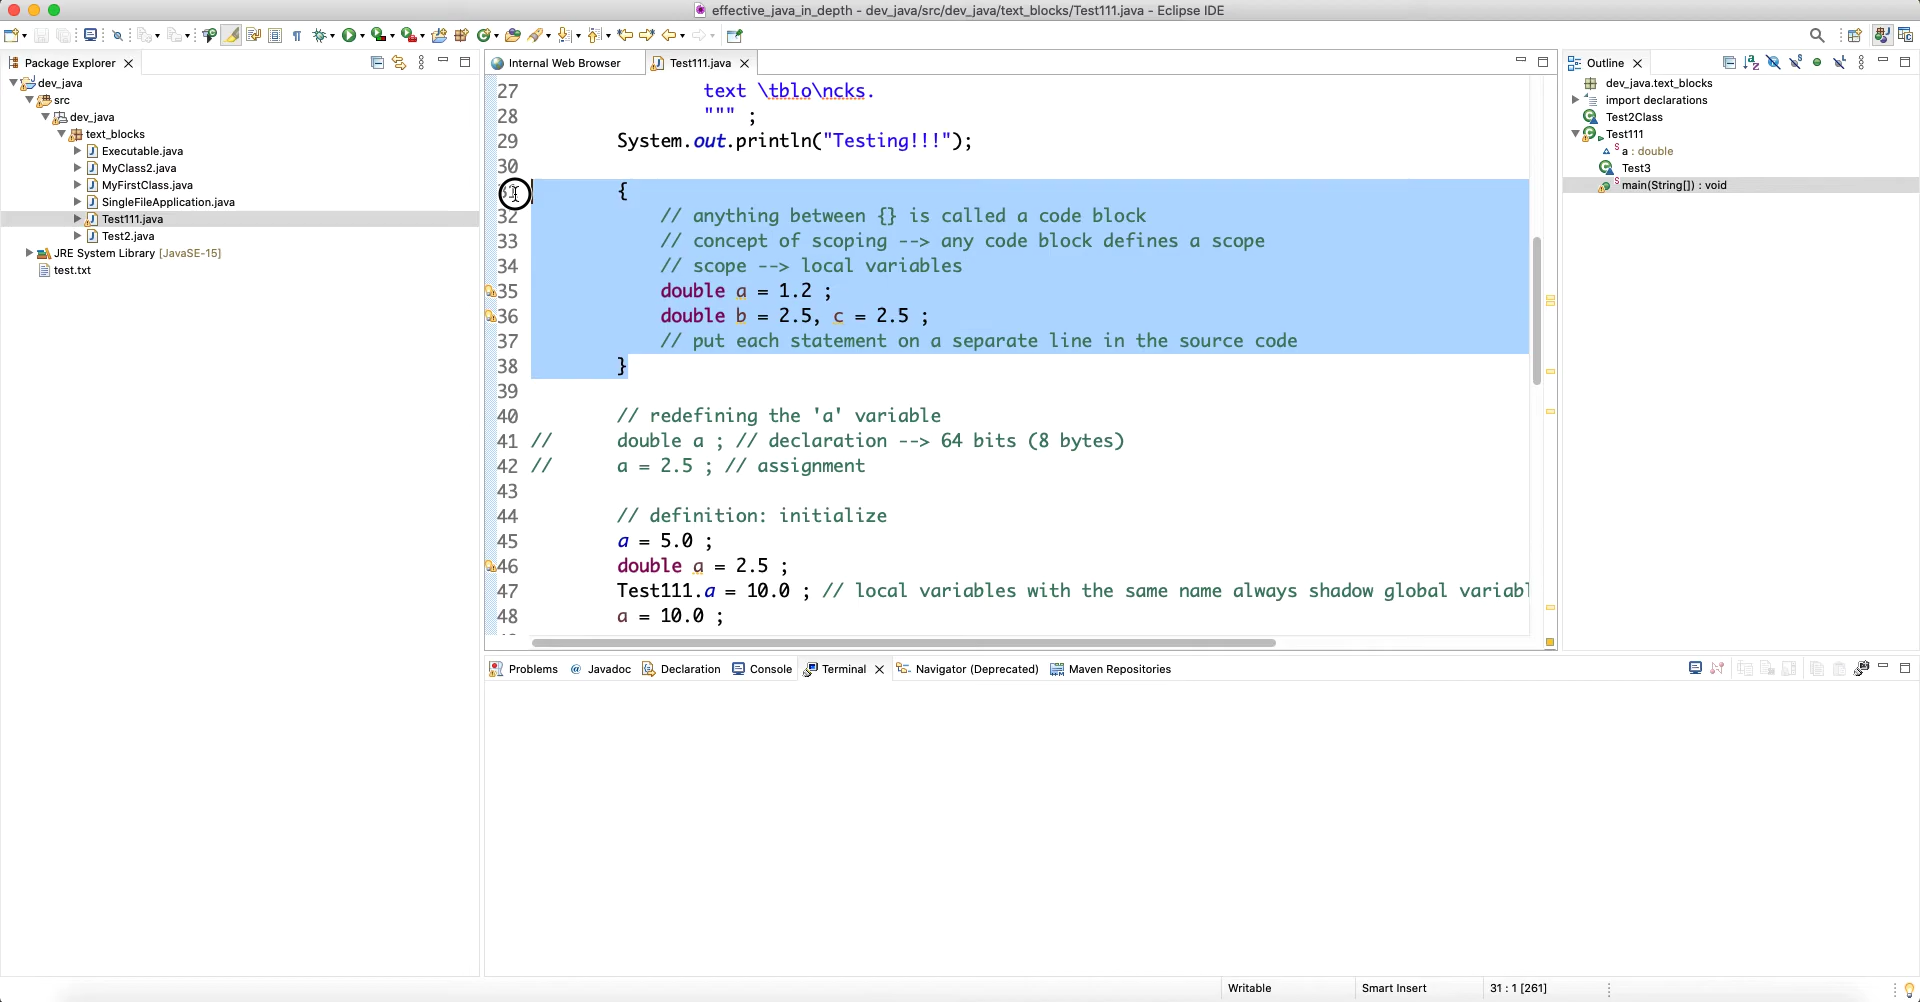 effective_java_in_depth - dev_java/src/dev_java/text_blocks/Test111.java - Eclipse IDE
Package Explorer
dev_java
src
dev_java
text_blocks
Executable.java
MyClass2.java
MyFirstClass.java
SingleFileApplication.java
Test111.java
Test2.java
JRE System Library [JavaSE-15]
test.txt
Internal Web Browser
Test111.java
27 text \tblo\ncks.
28 """ ;
29 System.out.println("Testing!!!");
30
{
32 // anything between {} is called a code block
33 // concept of scoping --> any code block defines a scope
34 // scope --> local variables
35 double a = 1.2 ;
36 double b = 2.5, c = 2.5 ;
37 // put each statement on a separate line in the source code
38 }
39
40 // redefining the 'a' variable
41 // double a ; // declaration --> 64 bits (8 bytes)
42 // a = 2.5 ; // assignment
43
44 // definition: initialize
45 a = 5.0 ;
46 double a = 2.5 ;
47 Test111.a = 10.0 ; // local variables with the same name always shadow global variabl
48 a = 10.0 ;
Outline
dev_java.text_blocks
import declarations
Test2Class
Test111
a : double
Test3
main(String[]) : void
Problems
@ Javadoc
Declaration
Console
Terminal
Navigator (Deprecated)
Maven Repositories
Writable
Smart Insert
31 : 1 [261]